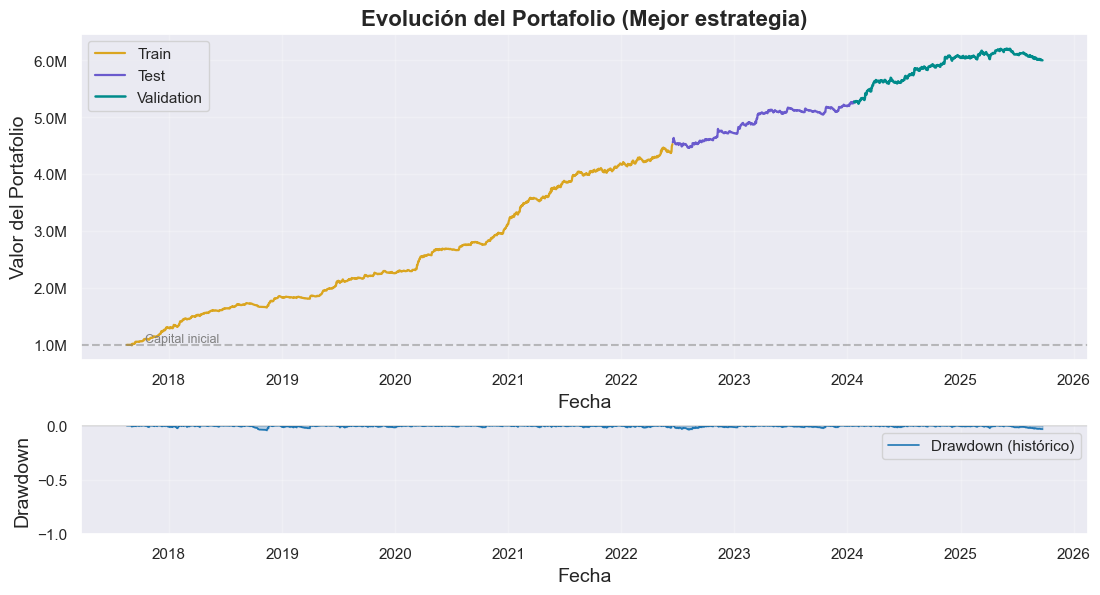 Evolución del Portafolio (Mejor estrategia)
Train
Test
Validation
Valor del Portafolio
6.0M
5.0M
4.0M
3.0M
2.0M
1.0M
Capital inicial
2018 2019 2020 2021 2022 2023 2024 2025 2026
Fecha
Drawdown
0.0
−0.5
−1.0
Drawdown (histórico)
2018 2019 2020 2021 2022 2023 2024 2025 2026
Fecha